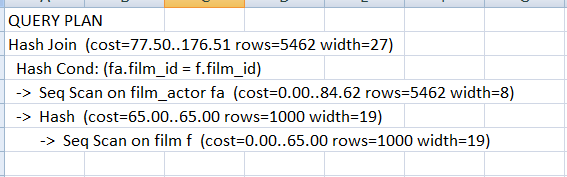 QUERY PLAN
Hash Join  (cost=77.50..176.51 rows=5462 width=27)
Hash Cond: (fa.film_id = f.film_id)
->  Seq Scan on film_actor fa  (cost=0.00..84.62 rows=5462 width=8)
->  Hash  (cost=65.00..65.00 rows=1000 width=19)
->  Seq Scan on film f  (cost=0.00..65.00 rows=1000 width=19)